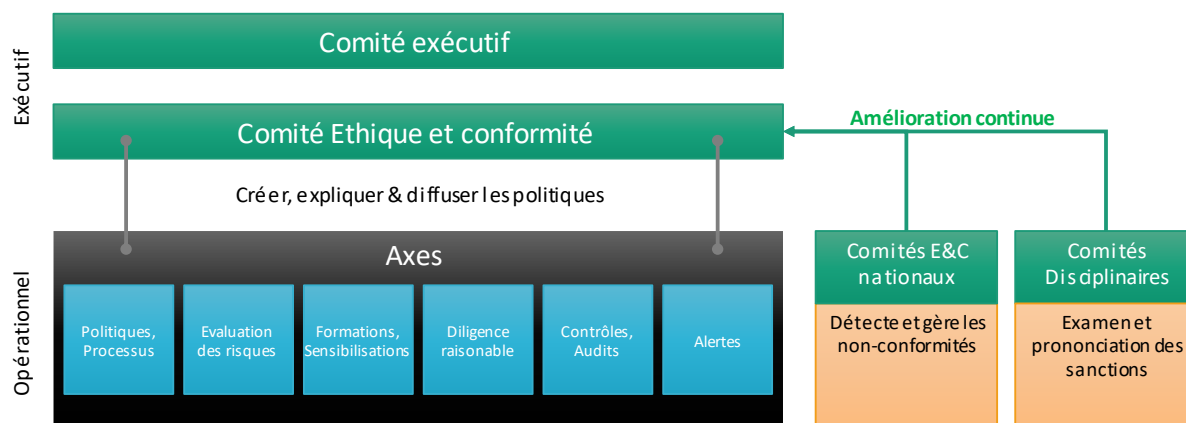 Exécutif
Comité exécutif
Comité Ethique et conformité
Amélioration continue
Créer, expliquer & diffuser les politiques
Opérationnel
Axes
Politiques,
Processus
Evaluation
des risques
Formations,
Sensibilisations
Diligence
raisonable
Contrôles,
Audits
Alertes
Comités E&C
nationaux
Détecte et gère les
non-conformités
Comités
Disciplinaires
Examen et
prononciation des
sanctions